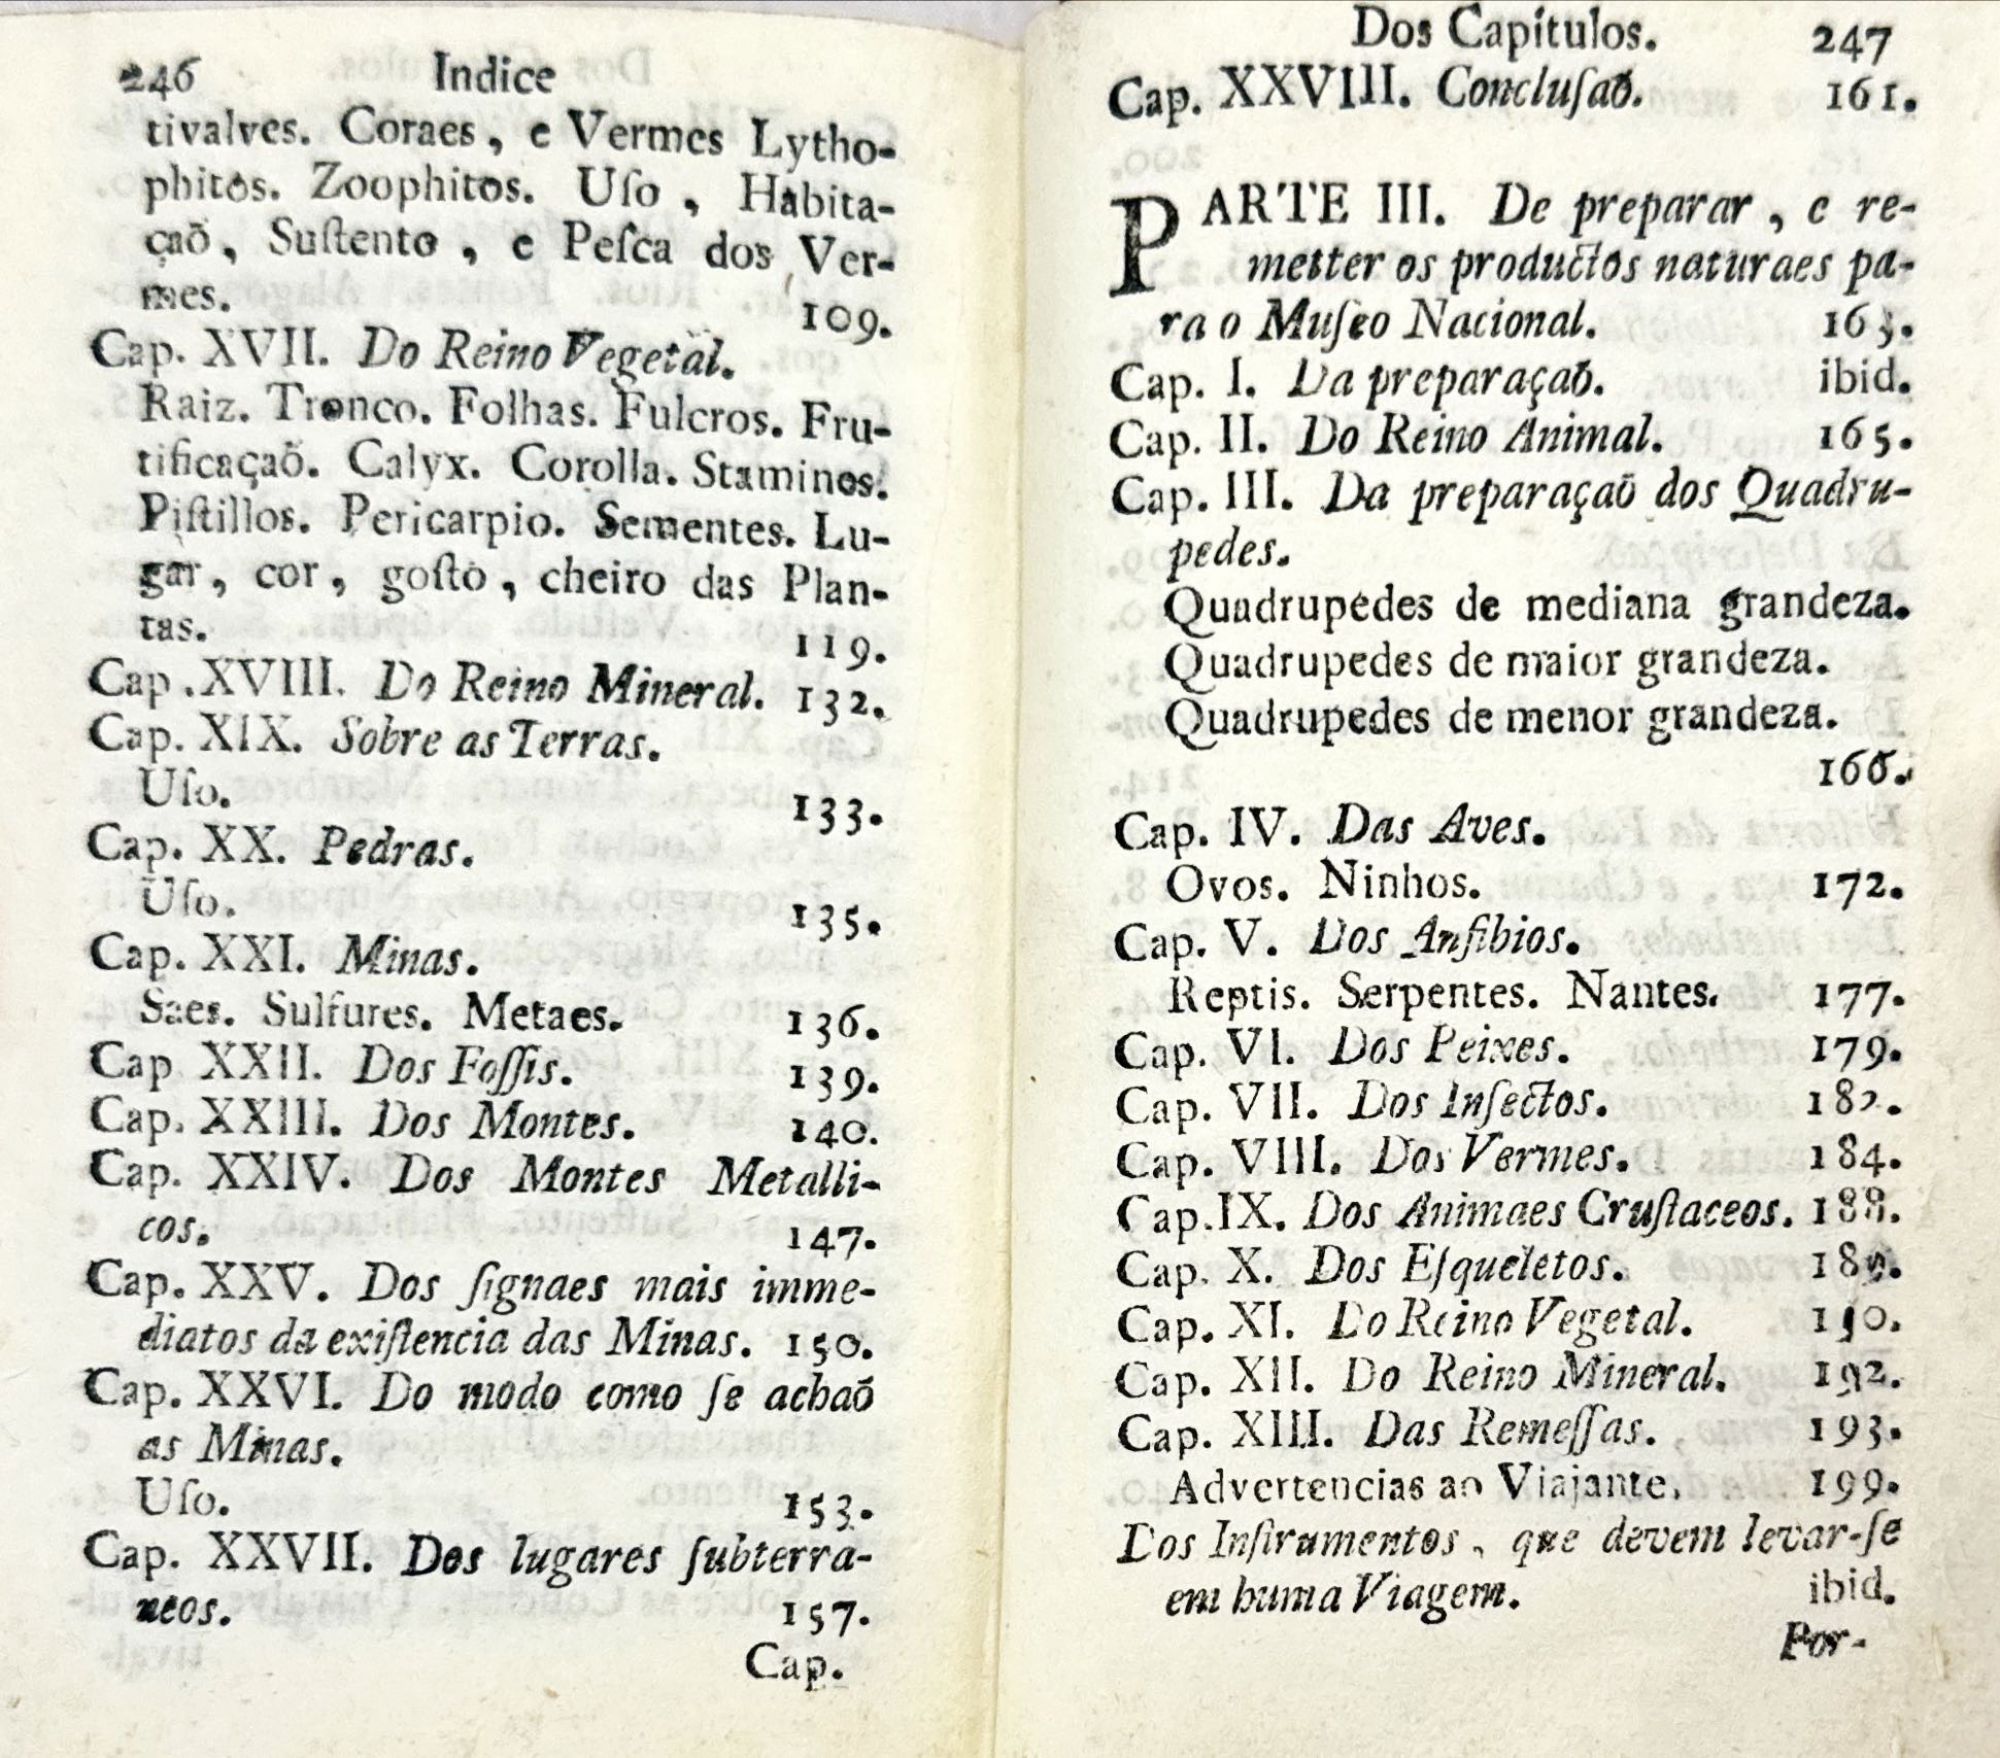 246 Indice
tivalves. Coraes, e Vermes Lytho-
phitos. Zoophitos. Uſo, Habita-
çaõ, Suſtento, e Peſca dos Ver-
mes. 109.
Cap. XVII. Do Reino Vegetal.
Raiz. Tronco. Folhas. Fulcros. Fru-
tificaçaõ. Calyx. Corolla. Stamines.
Piſtillos. Pericarpio. Sementes. Lu-
gar, cor, goſto, cheiro das Plan-
tas. 119.
Cap. XVIII. Do Reino Mineral. 132.
Cap. XIX. Sobre as Terras.
Uſo. 133.
Cap. XX. Pedras.
Uſo. 135.
Cap. XXI. Minas.
Saes. Sulfures. Metaes. 136.
Cap XXII. Dos Foſſis. 139.
Cap. XXIII. Dos Montes. 140.
Cap. XXIV. Dos Montes Metalli-
cos. 147.
Cap. XXV. Dos ſignaes mais imme-
diatos da exiſtencia das Minas. 150.
Cap. XXVI. Do modo como ſe achaõ
as Minas.
Uſo. 153.
Cap. XXVII. Dos lugares ſubterra-
neos. 157.
Cap.
Dos Capitulos. 247
Cap. XXVIII. Concluſaõ. 161.
PARTE III. De preparar, e re-
metter os productos naturaes pa-
ra o Muſeo Nacional. 163.
Cap. I. Da preparaçaõ. ibid.
Cap. II. Do Reino Animal. 165.
Cap. III. Da preparaçaõ dos Quadru-
pedes.
Quadrupedes de mediana grandeza.
Quadrupedes de maior grandeza.
Quadrupedes de menor grandeza.
166.
Cap. IV. Das Aves.
Ovos. Ninhos. 172.
Cap. V. Dos Anfibios.
Reptis. Serpentes. Nantes. 177.
Cap. VI. Dos Peixes. 179.
Cap. VII. Dos Inſectos. 182.
Cap. VIII. Dos Vermes. 184.
Cap. IX. Dos Animaes Cruſtaceos. 188.
Cap. X. Dos Eſqueletos.
Cap. XI. Do Reino Vegetal. 190.
Cap. XII. Do Reino Mineral. 192.
Cap. XIII. Das Remeſſas. 193.
Advertencias ao Viajante. 199.
Dos Inſtrumentos, que devem levar-ſe
em huma Viagem. ibid.
Por-